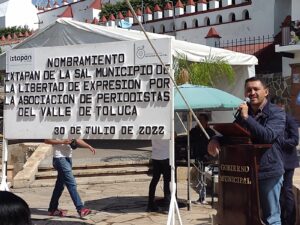 Ixtapan
NOMBRAMIENTO
IXTAPAN DE LA SAL MUNICIPIO DE
LA LIBERTAD DE EXPRESIÓN POR
LA ASOCIACION DE PERIODISTAS
DEL VALLE DE TOLUCA
30 DE JULIO DE 2022
GOBIERNO
MUNICIPAL